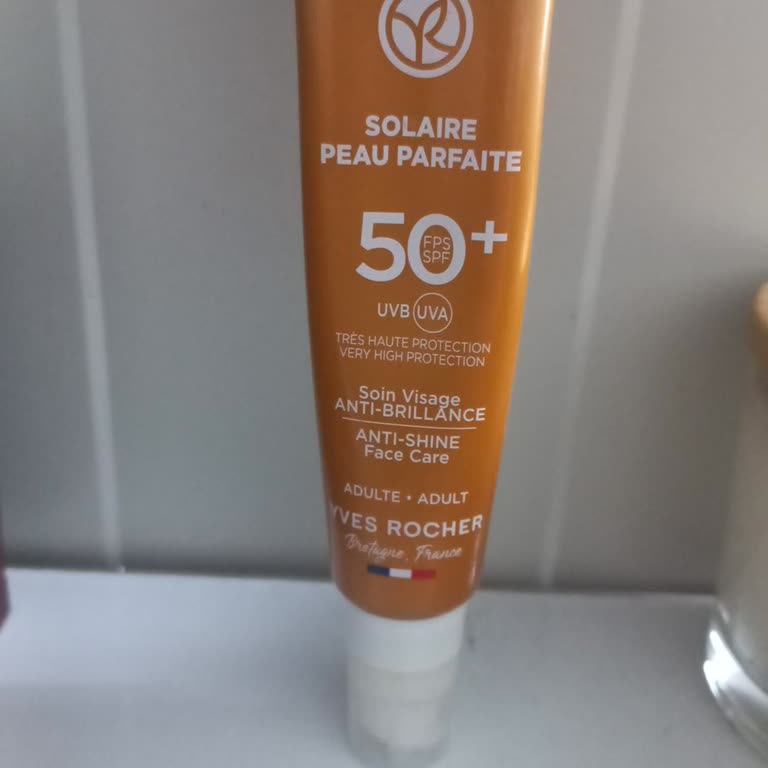 SOLAIRE
PEAU PARFAITE
50+
FPS
SPF
UVB UVA
TRÈS HAUTE PROTECTION
VERY HIGH PROTECTION
Soin Visage
ANTI-BRILLANCE
ANTI-SHINE
Face Care
ADULTE • ADULT
YVES ROCHER
Bretagne, France